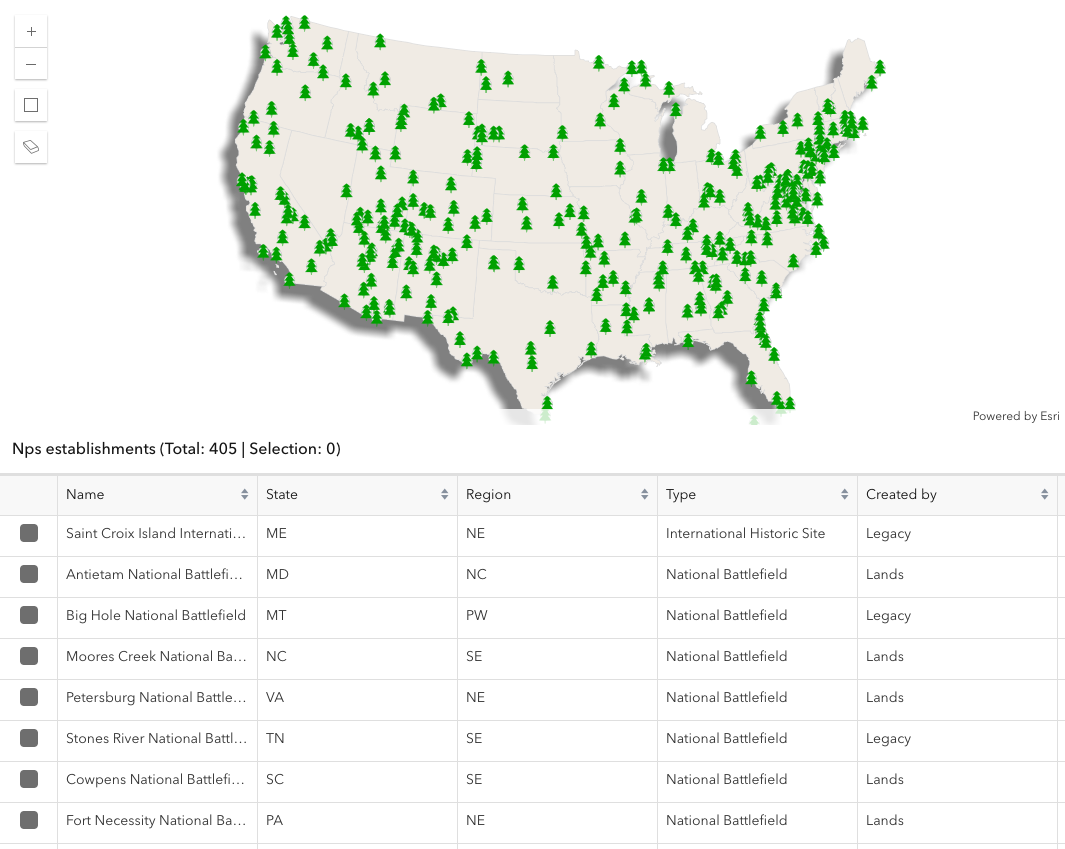 +
−
Powered by Esri
Nps establishments (Total: 405 | Selection: 0)
Name State Region Type Created by
Saint Croix Island Internati… ME NE International Historic Site Legacy
Antietam National Battlefi… MD NC National Battlefield Lands
Big Hole National Battlefield MT PW National Battlefield Legacy
Moores Creek National Ba… NC SE National Battlefield Lands
Petersburg National Battle… VA NE National Battlefield Lands
Stones River National Battl… TN SE National Battlefield Legacy
Cowpens National Battlefi… SC SE National Battlefield Lands
Fort Necessity National Ba… PA NE National Battlefield Lands